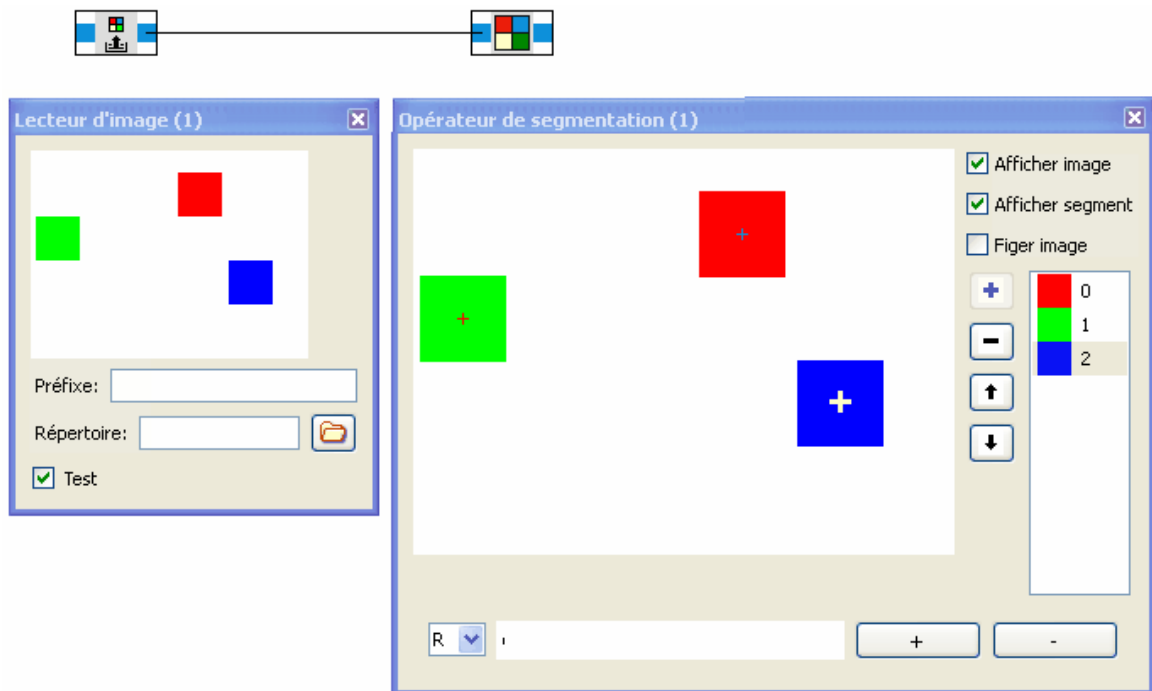 Lecteur d'image (1)
Préfixe:
Répertoire:
Test
Opérateur de segmentation (1)
Afficher image
Afficher segment
Figer image
0
1
2
R
+
-